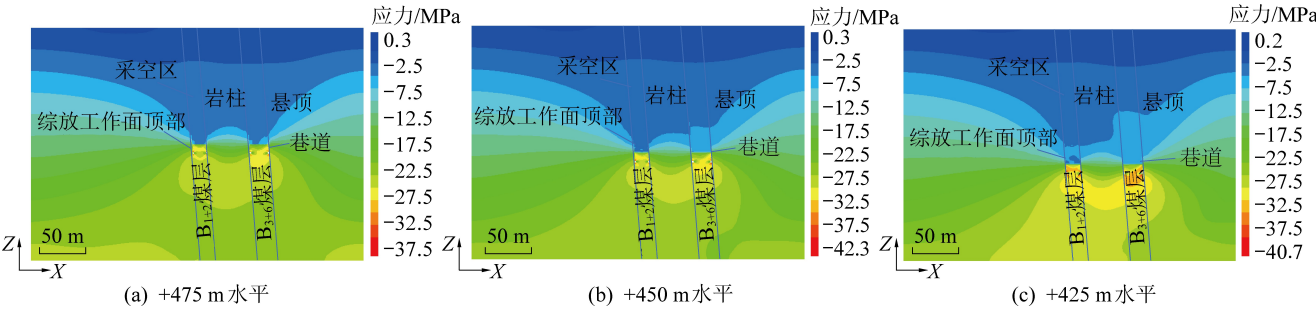 应力/MPa
0.3
−2.5
−7.5
−12.5
−17.5
−22.5
−27.5
−32.5
−37.5
采空区
岩柱
悬顶
综放工作面顶部
巷道
B1+2煤层
B3+6煤层
50 m
Z
X
(a) +475 m水平
应力/MPa
0.3
−2.5
−7.5
−12.5
−17.5
−22.5
−27.5
−32.5
−37.5
−42.3
采空区
岩柱
悬顶
综放工作面顶部
巷道
B1+2煤层
B3+6煤层
50 m
Z
X
(b) +450 m水平
应力/MPa
0.2
−2.5
−7.5
−12.5
−17.5
−22.5
−27.5
−32.5
−37.5
−40.7
采空区
岩柱
悬顶
综放工作面顶部
巷道
B1+2煤层
B3+6煤层
50 m
Z
X
(c) +425 m水平